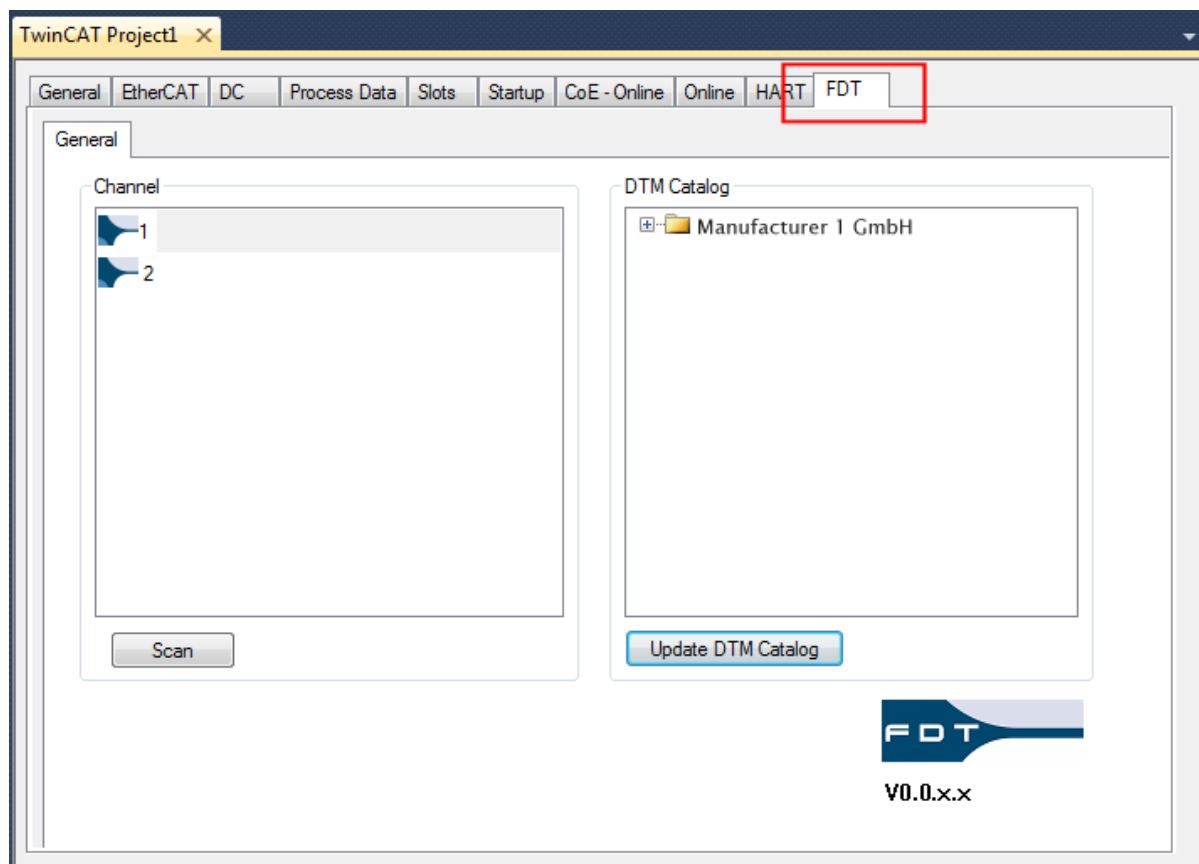 TwinCAT Project1
General EtherCAT DC Process Data Slots Startup CoE - Online Online HART FDT
General
Channel
1
2
Scan
DTM Catalog
Manufacturer 1 GmbH
Update DTM Catalog
FDT
V0.0.x.x